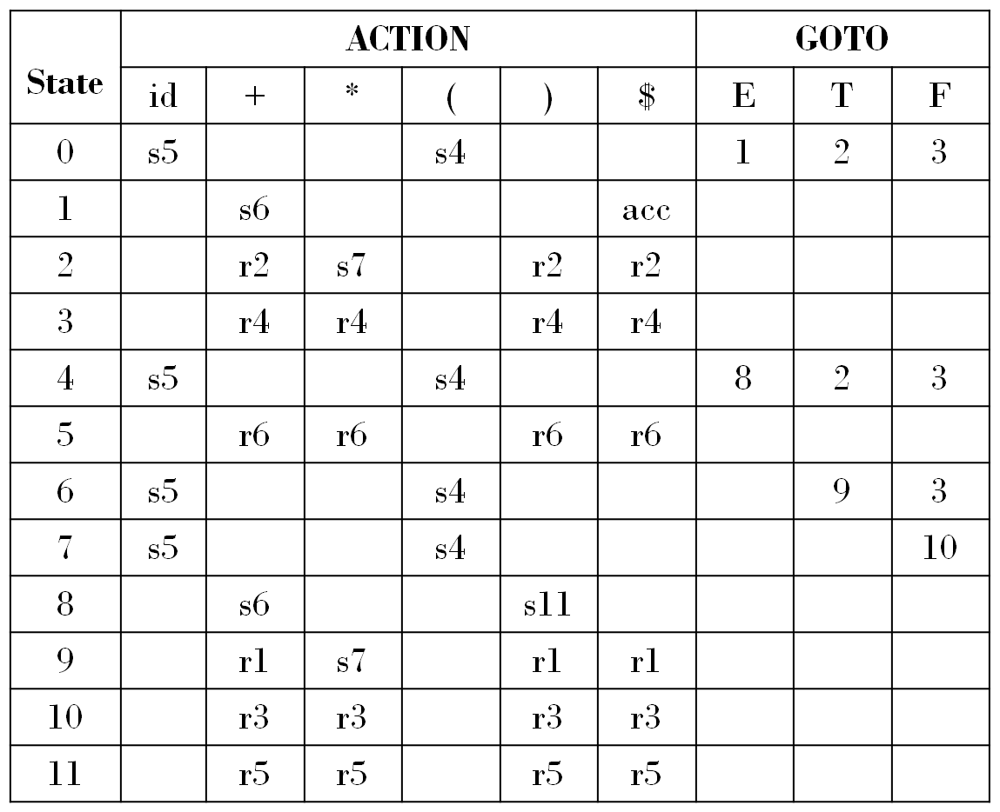 ACTION GOTO
State
id + * ( ) $ E T F
0 s5 s4 1 2 3
1 s6 acc
2 r2 s7 r2 r2
3 r4 r4 r4 r4
4 s5 s4 8 2 3
5 r6 r6 r6 r6
6 s5 s4 9 3
7 s5 s4 10
8 s6 s11
9 r1 s7 r1 r1
10 r3 r3 r3 r3
11 r5 r5 r5 r5